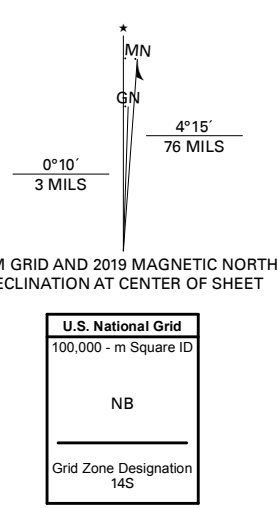 ★
MN
GN
4°15´
76 MILS
0°10´
3 MILS
M GRID AND 2019 MAGNETIC NORTH
ECLINATION AT CENTER OF SHEET
U.S. National Grid
100,000 - m Square ID
NB
Grid Zone Designation
14S